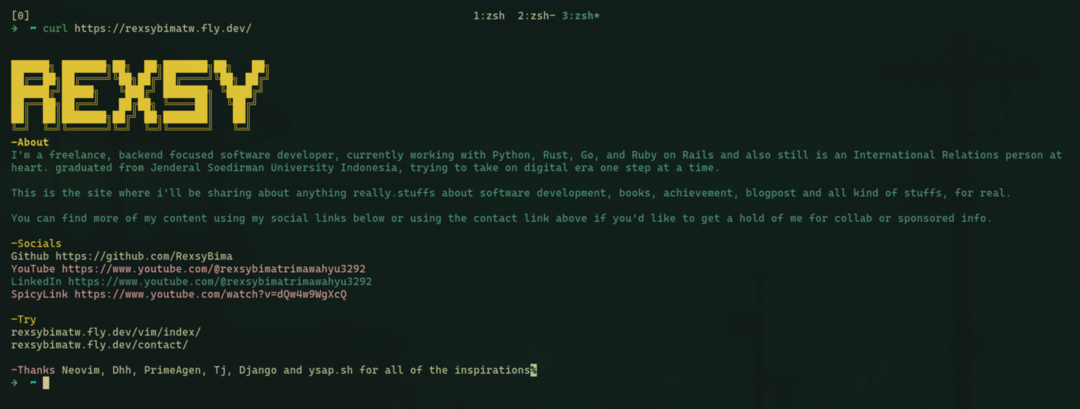 [0] 1:zsh 2:zsh- 3:zsh*
→ ~ curl https://rexsybimatw.fly.dev/
REXSY
-About
I'm a freelance, backend focused software developer, currently working with Python, Rust, Go, and Ruby on Rails and also still is an International Relations person at
heart. graduated from Jenderal Soedirman University Indonesia, trying to take on digital era one step at a time.
This is the site where i'll be sharing about anything really.stuffs about software development, books, achievement, blogpost and all kind of stuffs, for real.
You can find more of my content using my social links below or using the contact link above if you'd like to get a hold of me for collab or sponsored info.
-Socials
Github https://github.com/RexsyBima
YouTube https://www.youtube.com/@rexsybimatrimawahyu3292
LinkedIn https://www.youtube.com/@rexsybimatrimawahyu3292
SpicyLink https://www.youtube.com/watch?v=dQw4w9WgXcQ
-Try
rexsybimatw.fly.dev/vim/index/
rexsybimatw.fly.dev/contact/
-Thanks Neovim, Dhh, PrimeAgen, Tj, Django and ysap.sh for all of the inspirations%
→ ~